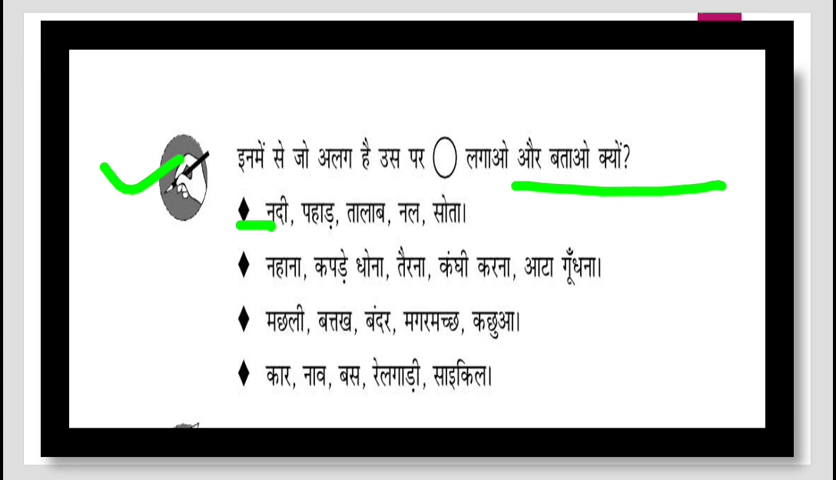 इनमें से जो अलग है उस पर ◯ लगाओ और बताओ क्यों?
♦ नदी, पहाड़, तालाब, नल, सोता।
♦ नहाना, कपड़े धोना, तैरना, कंघी करना, आटा गूँधना।
♦ मछली, बत्तख, बंदर, मगरमच्छ, कछुआ।
♦ कार, नाव, बस, रेलगाड़ी, साइकिल।